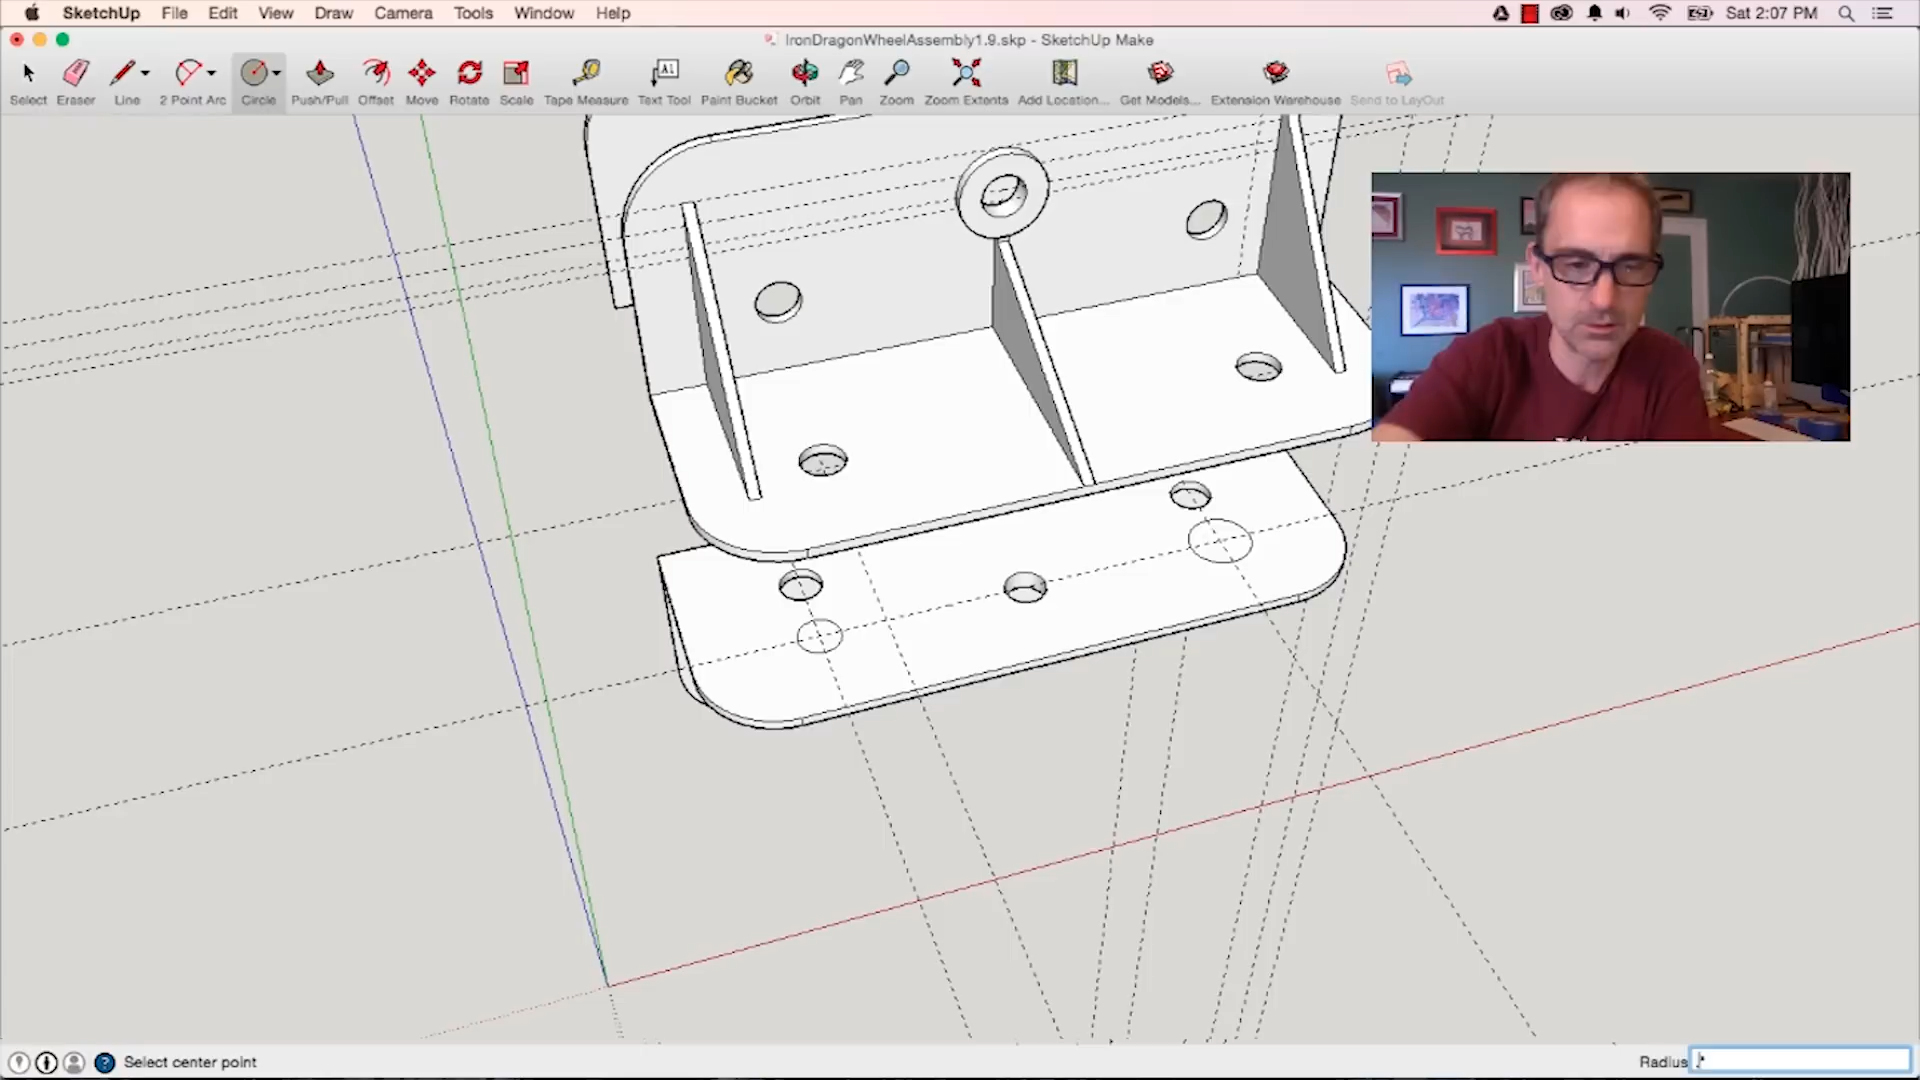 SketchUp File Edit View Draw Camera Tools Window Help Sat 2:07 PM
IronDragonWheelAssembly1.9.skp - SketchUp Make
A1
Select Eraser Line 2 Point Arc Circle Push/Pull Offset Move Rotate Scale Tape Measure Text Tool Paint Bucket Orbit Pan Zoom Zoom Extents Add Location... Get Models... Extension Warehouse Send to LayOut
? Select center point Radius